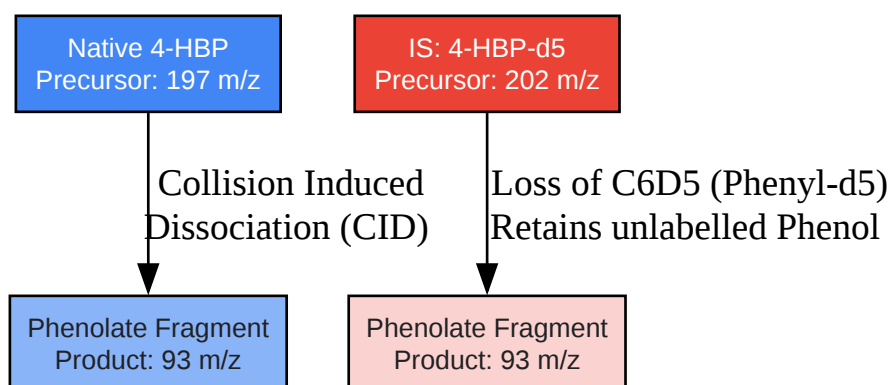 Native 4-HBP
Precursor: 197 m/z
IS: 4-HBP-d5
Precursor: 202 m/z
Collision Induced
Dissociation (CID)
Loss of C6D5 (Phenyl-d5)
Retains unlabelled Phenol
Phenolate Fragment
Product: 93 m/z
Phenolate Fragment
Product: 93 m/z